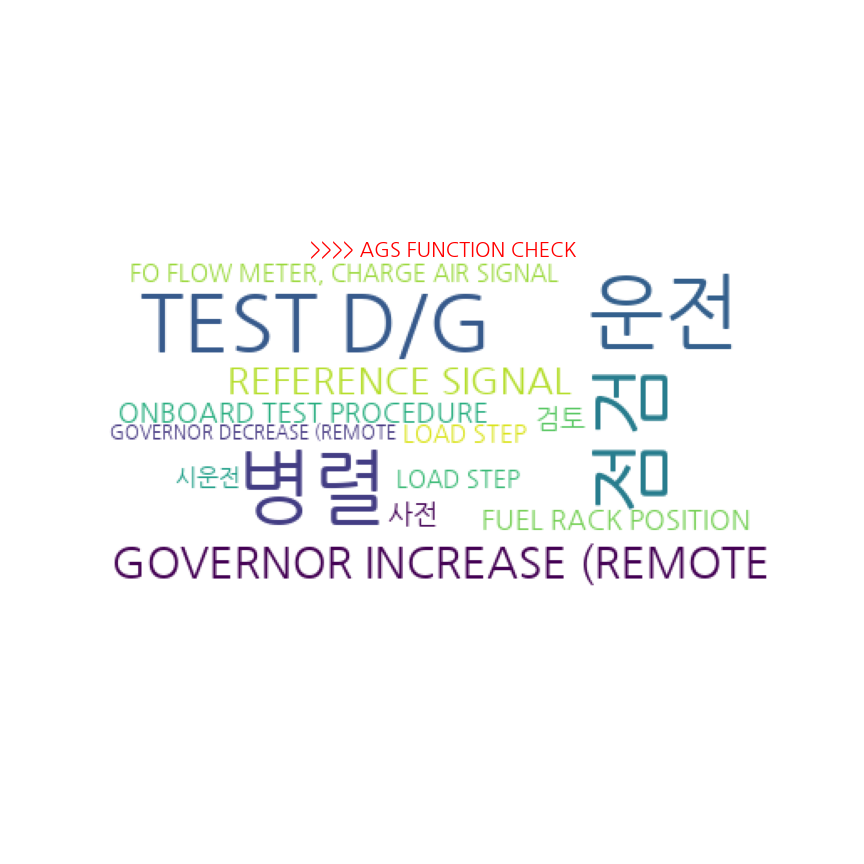 >>>> AGS FUNCTION CHECK
FO FLOW METER, CHARGE AIR SIGNAL
TEST D/G
운전
REFERENCE SIGNAL
점검
ONBOARD TEST PROCEDURE
검토
GOVERNOR DECREASE (REMOTE
LOAD STEP
시운전
병렬
LOAD STEP
사전
FUEL RACK POSITION
GOVERNOR INCREASE (REMOTE